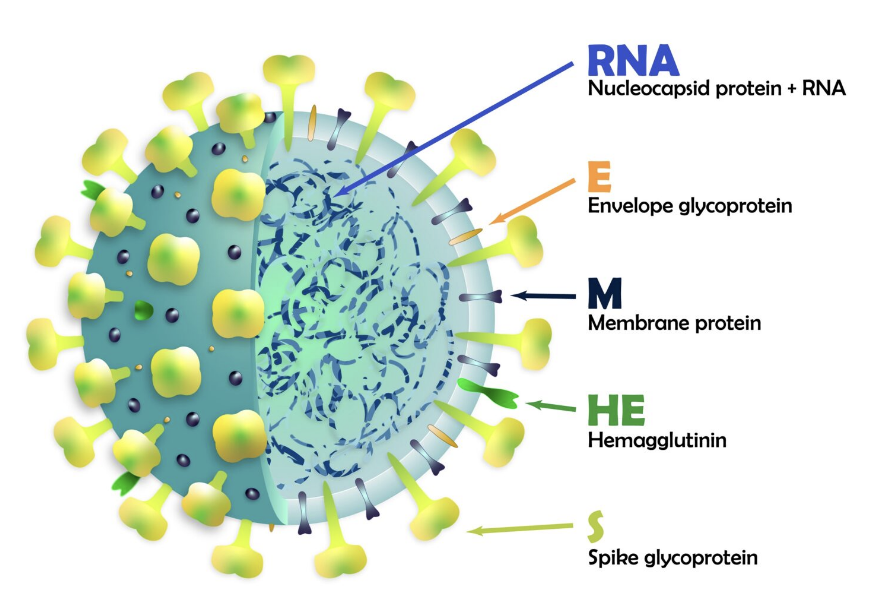 RNA
Nucleocapsid protein + RNA
E
Envelope glycoprotein
M
Membrane protein
HE
Hemagglutinin
S
Spike glycoprotein